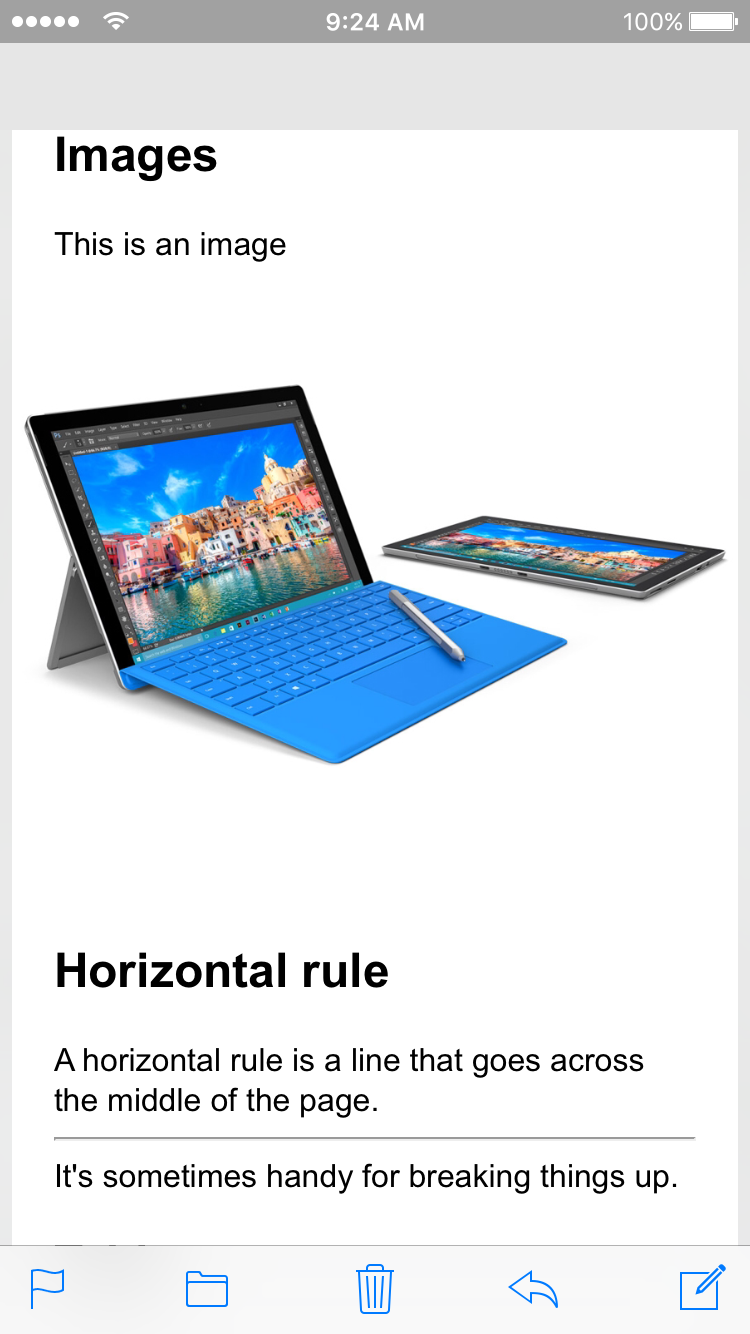 9:24 AM
100%
Images
This is an image
Horizontal rule
A horizontal rule is a line that goes across
the middle of the page.
It's sometimes handy for breaking things up.